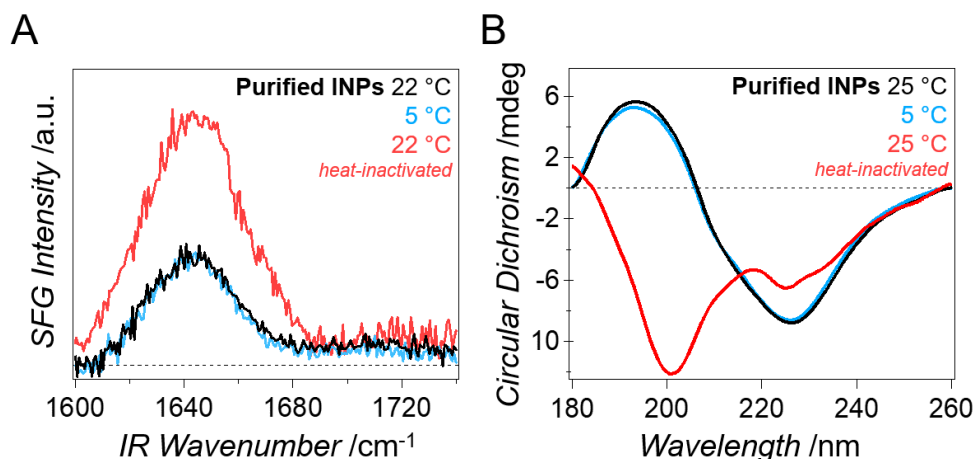 A
SFG Intensity /a.u.
Purified INPs 22 °C
5 °C
22 °C
heat-inactivated
1600 1640 1680 1720
IR Wavenumber /cm-1
B
Circular Dichroism /mdeg
Purified INPs 25 °C
5 °C
25 °C
heat-inactivated
6
2
-2
-6
10
180 200 220 240 260
Wavelength /nm